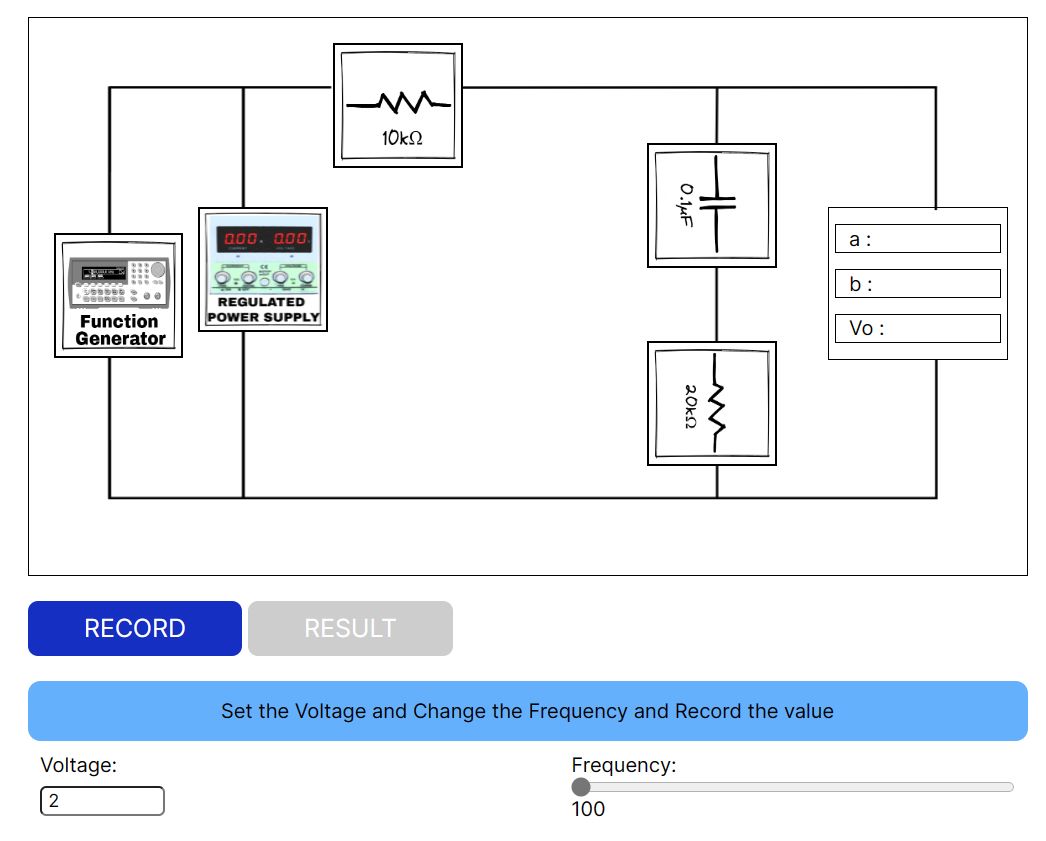 10kΩ
0.1µF
a :
0.00. 0.00.
b :
REGULATED
POWER SUPPLY
Function
Generator
Vo :
20kΩ
RECORD
RESULT
Set the Voltage and Change the Frequency and Record the value
Voltage:
Frequency:
2
100